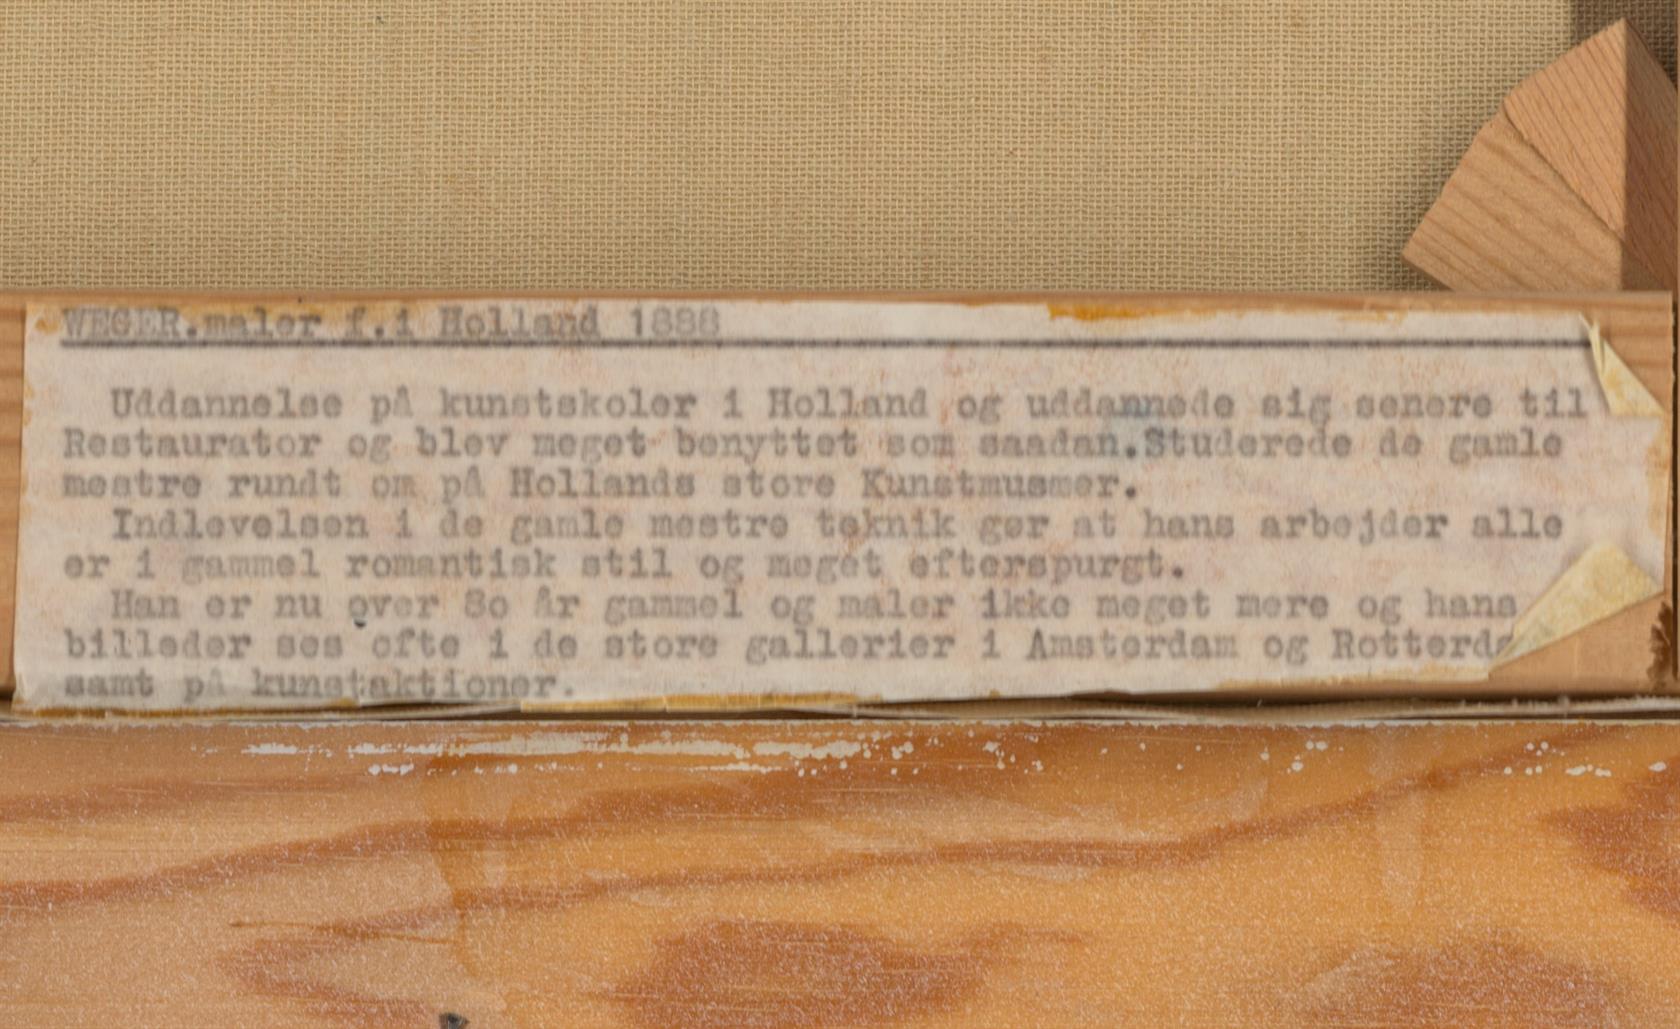 WEGER.maler f.i Holland 1888
Uddannelse på kunstskoler i Holland og uddannede sig senere til
Restaurator og blev meget benyttet som saadan.Studerede de gamle
mestre rundt om på Hollands store Kunstmusmer.
Indlevelsen i de gamle mestre teknik gør at hans arbejder alle
er i gammel romantisk stil og meget efterspurgt.
Han er nu over 8o år gammel og maler ikke meget mere og hans
billeder ses ofte i de store gallerier i Amsterdam og Rotterda
samt på kunstaktioner.